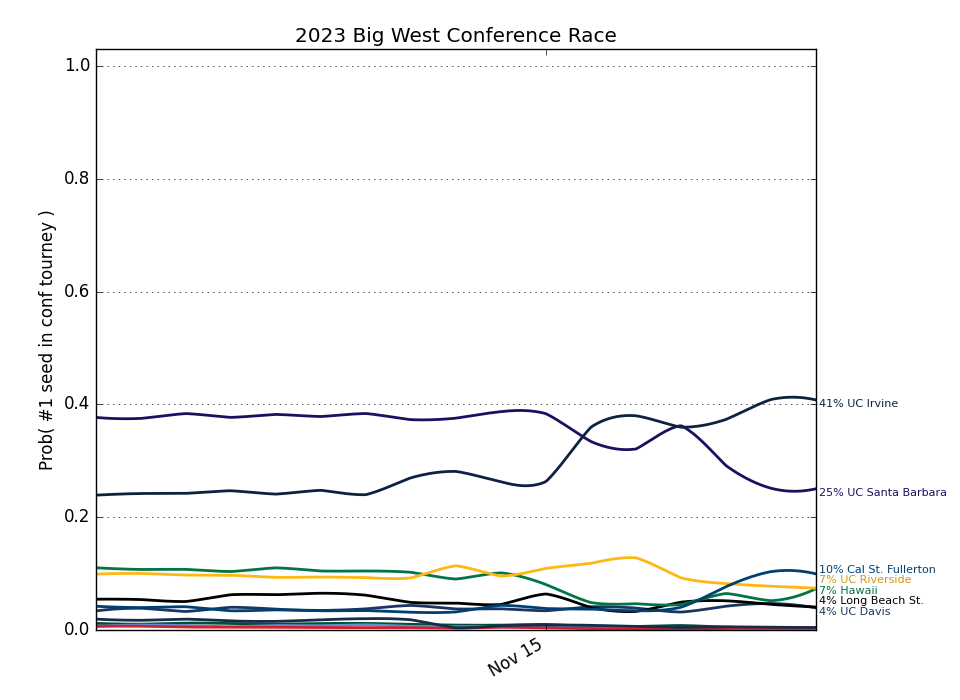 2023 Big West Conference Race
Prob( #1 seed in conf tourney )
1.0
0.8
0.6
0.4
0.2
0.0
Nov 15
41% UC Irvine
25% UC Santa Barbara
10% Cal St. Fullerton
7% UC Riverside
7% Hawaii
4% Long Beach St.
4% UC Davis